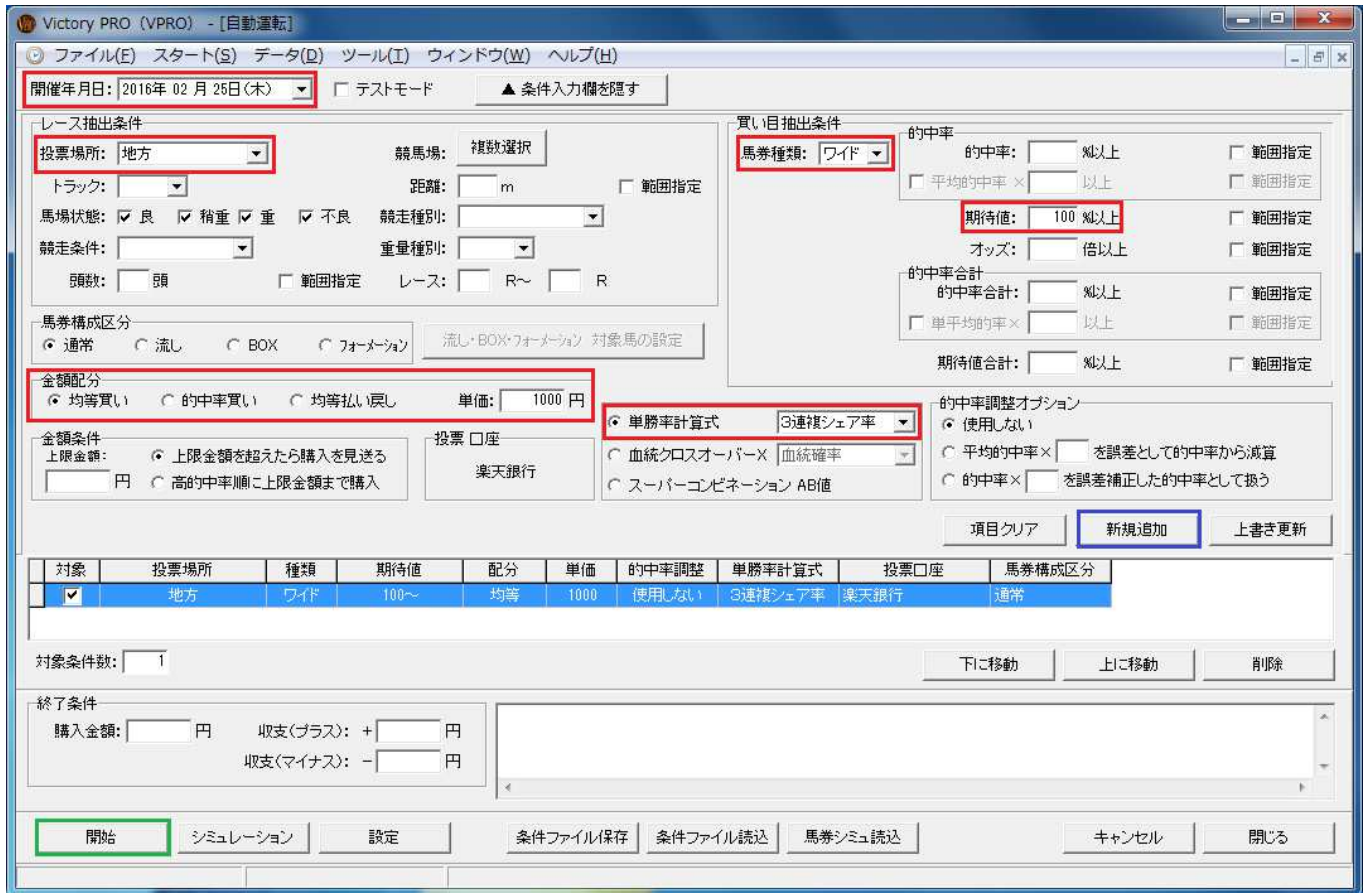 Victory PRO (VPRO) - [自動運転]
ファイル(F) スタート(S) データ(D) ツール(T) ウィンドウ(W) ヘルプ(H)
開催年月日: 2016年 02 月 25日(木) テストモード ▲ 条件入力欄を隠す
レース抽出条件
投票場所: 地方 競馬場: 複数選択
トラック: 距離: m 範囲指定
馬場状態: 良 稍重 重 不良 競走種別:
競走条件: 重量種別:
頭数: 頭 範囲指定 レース: R~ R
馬券構成区分
通常 流し BOX フォーメーション 流し・BOX・フォーメーション 対象馬の設定
買い目抽出条件
馬券種類: ワイド
的中率
的中率: %以上 範囲指定
平均的中率 × 以上 範囲指定
期待値: 100 %以上 範囲指定
オッズ: 倍以上 範囲指定
的中率合計
的中率合計: %以上 範囲指定
単平均的率× 以上 範囲指定
期待値合計: %以上 範囲指定
金額配分
均等買い 的中率買い 均等払い戻し 単価: 1000 円
金額条件
上限金額: 円
上限金額を超えたら購入を見送る
高的中率順に上限金額まで購入
投票 口座
楽天銀行
単勝率計算式 3連複シェア率
血統クロスオーバーX 血統確率
スーパーコンビネーション AB値
的中率調整オプション
使用しない
平均的中率× を誤差として的中率から減算
的中率× を誤差補正した的中率として扱う
項目クリア 新規追加 上書き更新
対象 投票場所 種類 期待値 配分 単価 的中率調整 単勝率計算式 投票口座 馬券構成区分
地方 ワイド 100~ 均等 1000 使用しない 3連複シェア率 楽天銀行 通常
対象条件数: 1 下に移動 上に移動 削除
終了条件
購入金額: 円 収支(プラス): + 円
収支(マイナス): - 円
開始 シミュレーション 設定 条件ファイル保存 条件ファイル読込 馬券シミュ読込 キャンセル 閉じる